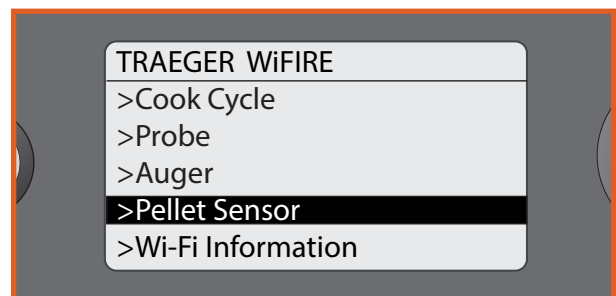 TRAEGER WiFIRE
>Cook Cycle
>Probe
>Auger
>Pellet Sensor
>Wi-Fi Information